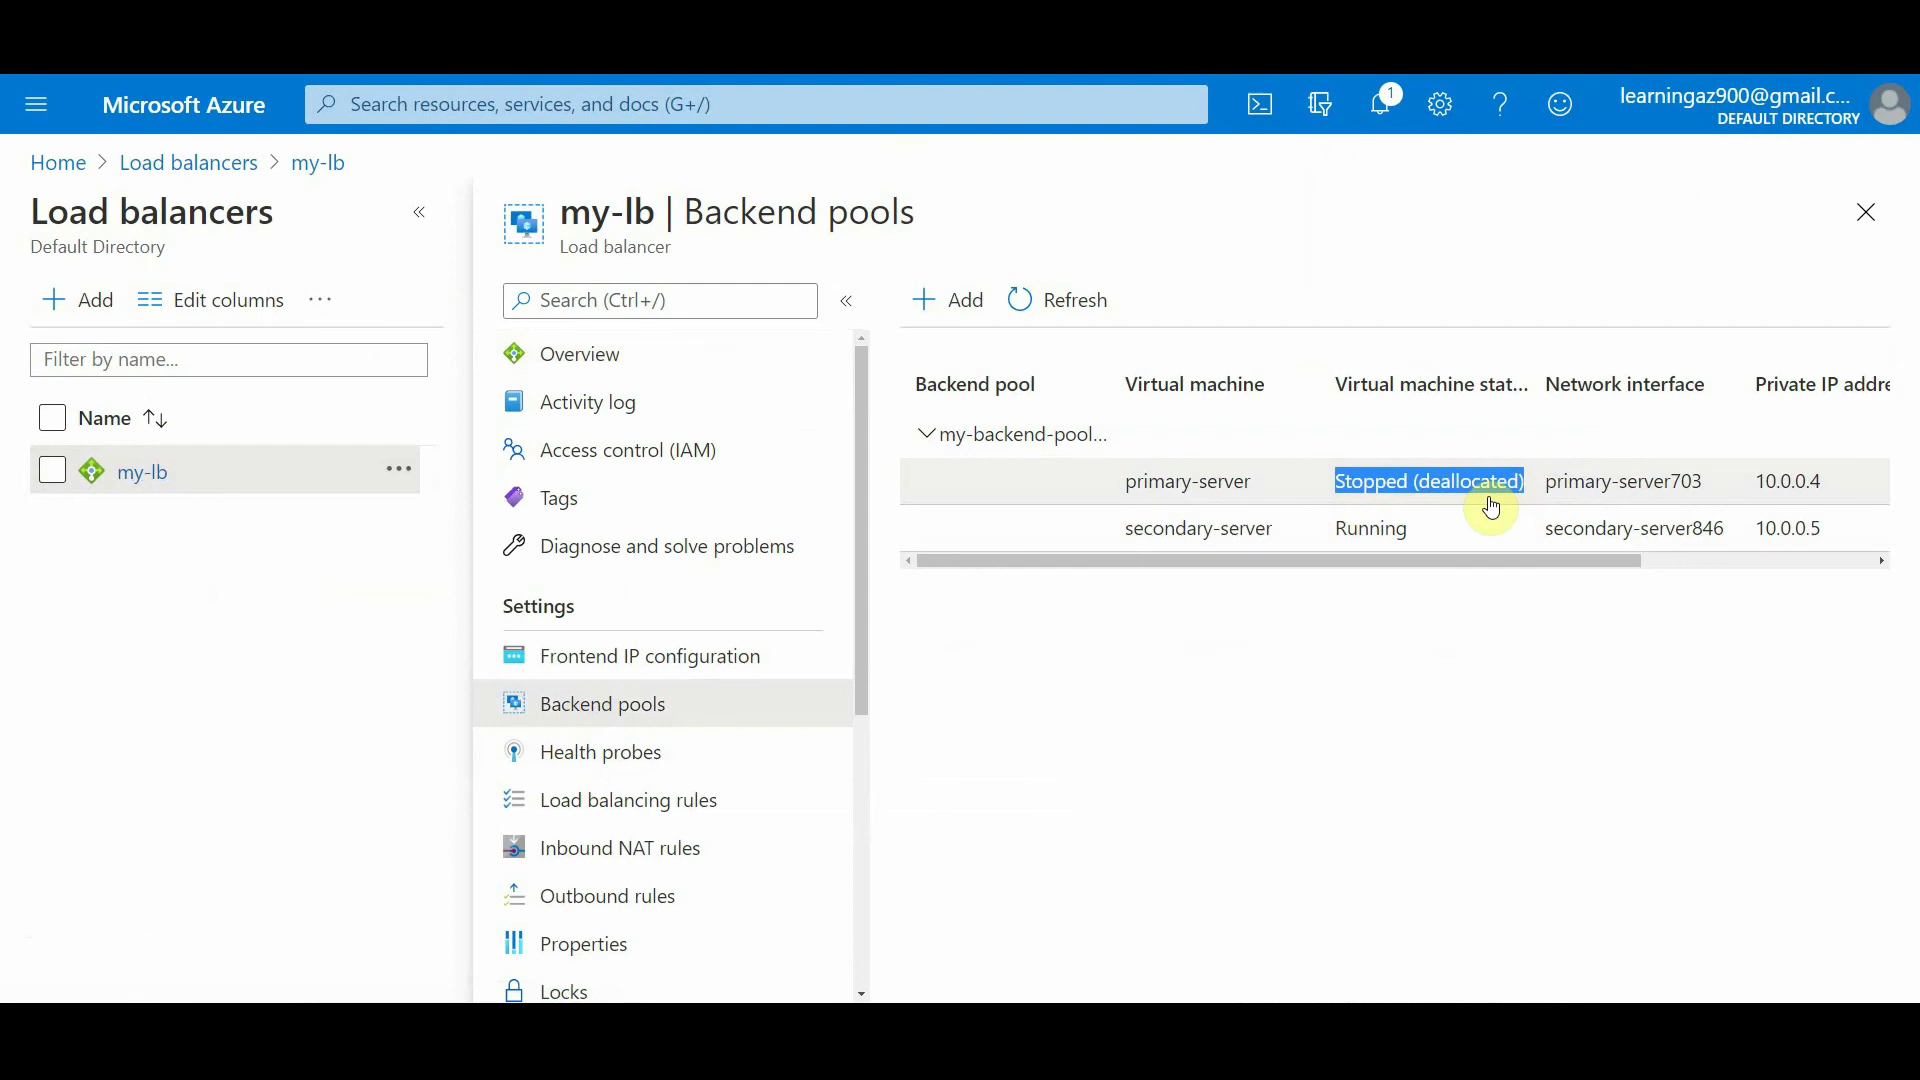 Microsoft Azure
Search resources, services, and docs (G+/)
1
learningaz900@gmail.c...
DEFAULT DIRECTORY
Home > Load balancers > my-lb
Load balancers
Default Directory
my-lb | Backend pools
Load balancer
Add
Edit columns
Filter by name...
Name
my-lb
Search (Ctrl+/)
Overview
Activity log
Access control (IAM)
Tags
Diagnose and solve problems
Settings
Frontend IP configuration
Backend pools
Health probes
Load balancing rules
Inbound NAT rules
Outbound rules
Properties
Locks
Add
Refresh
Backend pool Virtual machine Virtual machine stat... Network interface Private IP addre
my-backend-pool...
primary-server Stopped (deallocated) primary-server703 10.0.0.4
secondary-server Running secondary-server846 10.0.0.5